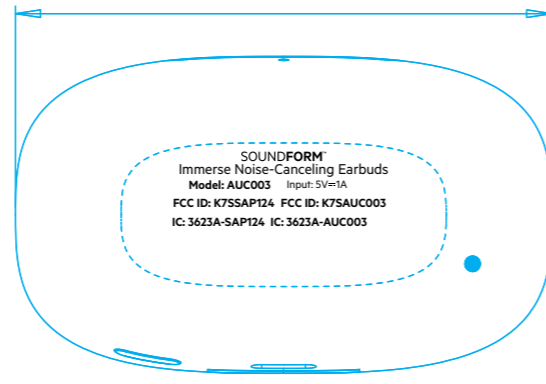 SOUNDFORM™
Immerse Noise-Canceling Earbuds
Model: AUC003 Input: 5V⎓1A
FCC ID: K7SSAP124 FCC ID: K7SAUC003
IC: 3623A-SAP124 IC: 3623A-AUC003